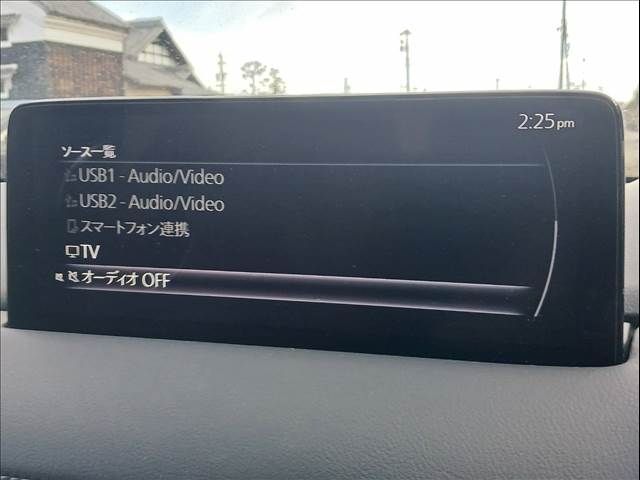 2:25pm
ソース一覧
USB1 - Audio/Video
USB2 - Audio/Video
スマートフォン連携
TV
オーディオ OFF